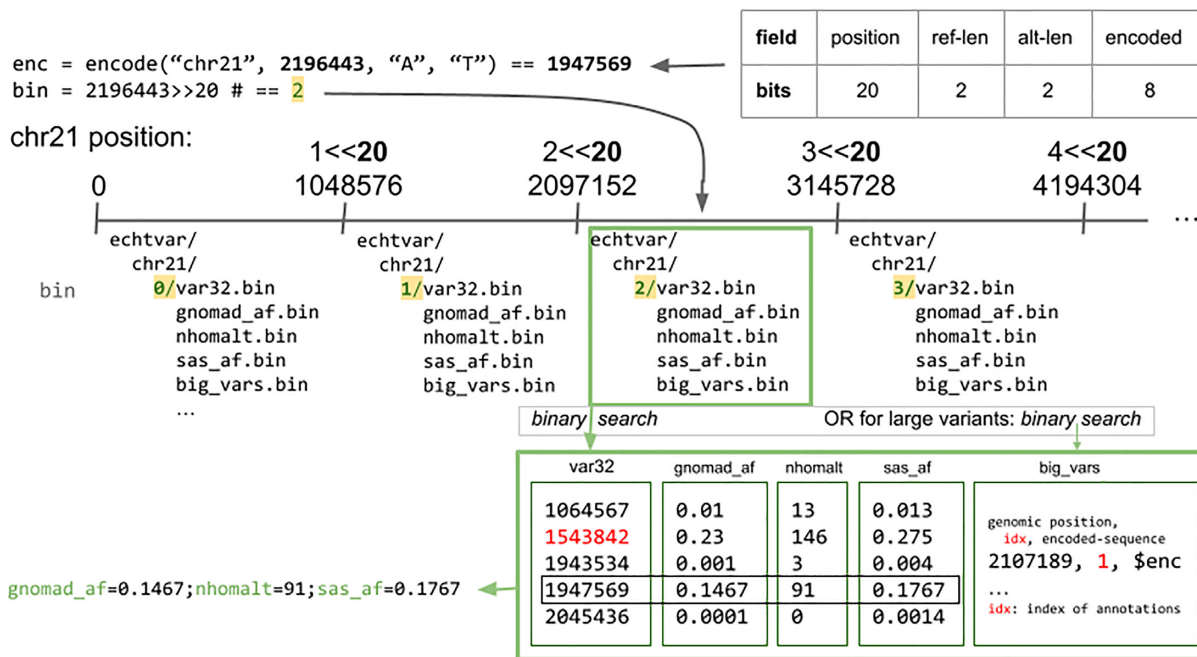 enc = encode(“chr21”, 2196443, “A”, “T”) == 1947569
bin = 2196443>>20 # == 2
field position ref-len alt-len encoded
bits 20 2 2 8
chr21 position:
1<<20 2<<20 3<<20 4<<20
0 1048576 2097152 3145728 4194304
...
echtvar/ echtvar/ echtvar/ echtvar/
chr21/ chr21/ chr21/ chr21/
bin 0/var32.bin 1/var32.bin 2/var32.bin 3/var32.bin
gnomad_af.bin gnomad_af.bin gnomad_af.bin gnomad_af.bin
nhomalt.bin nhomalt.bin nhomalt.bin nhomalt.bin
sas_af.bin sas_af.bin sas_af.bin sas_af.bin
big_vars.bin big_vars.bin big_vars.bin big_vars.bin
...
binary search OR for large variants: binary search
var32 gnomad_af nhomalt sas_af big_vars
1064567 0.01 13 0.013
1543842 0.23 146 0.275
1943534 0.001 3 0.004
1947569 0.1467 91 0.1767
2045436 0.0001 0 0.0014
genomic position,
idx, encoded-sequence
2107189, 1, $enc
...
idx: index of annotations
gnomad_af=0.1467;nhomalt=91;sas_af=0.1767